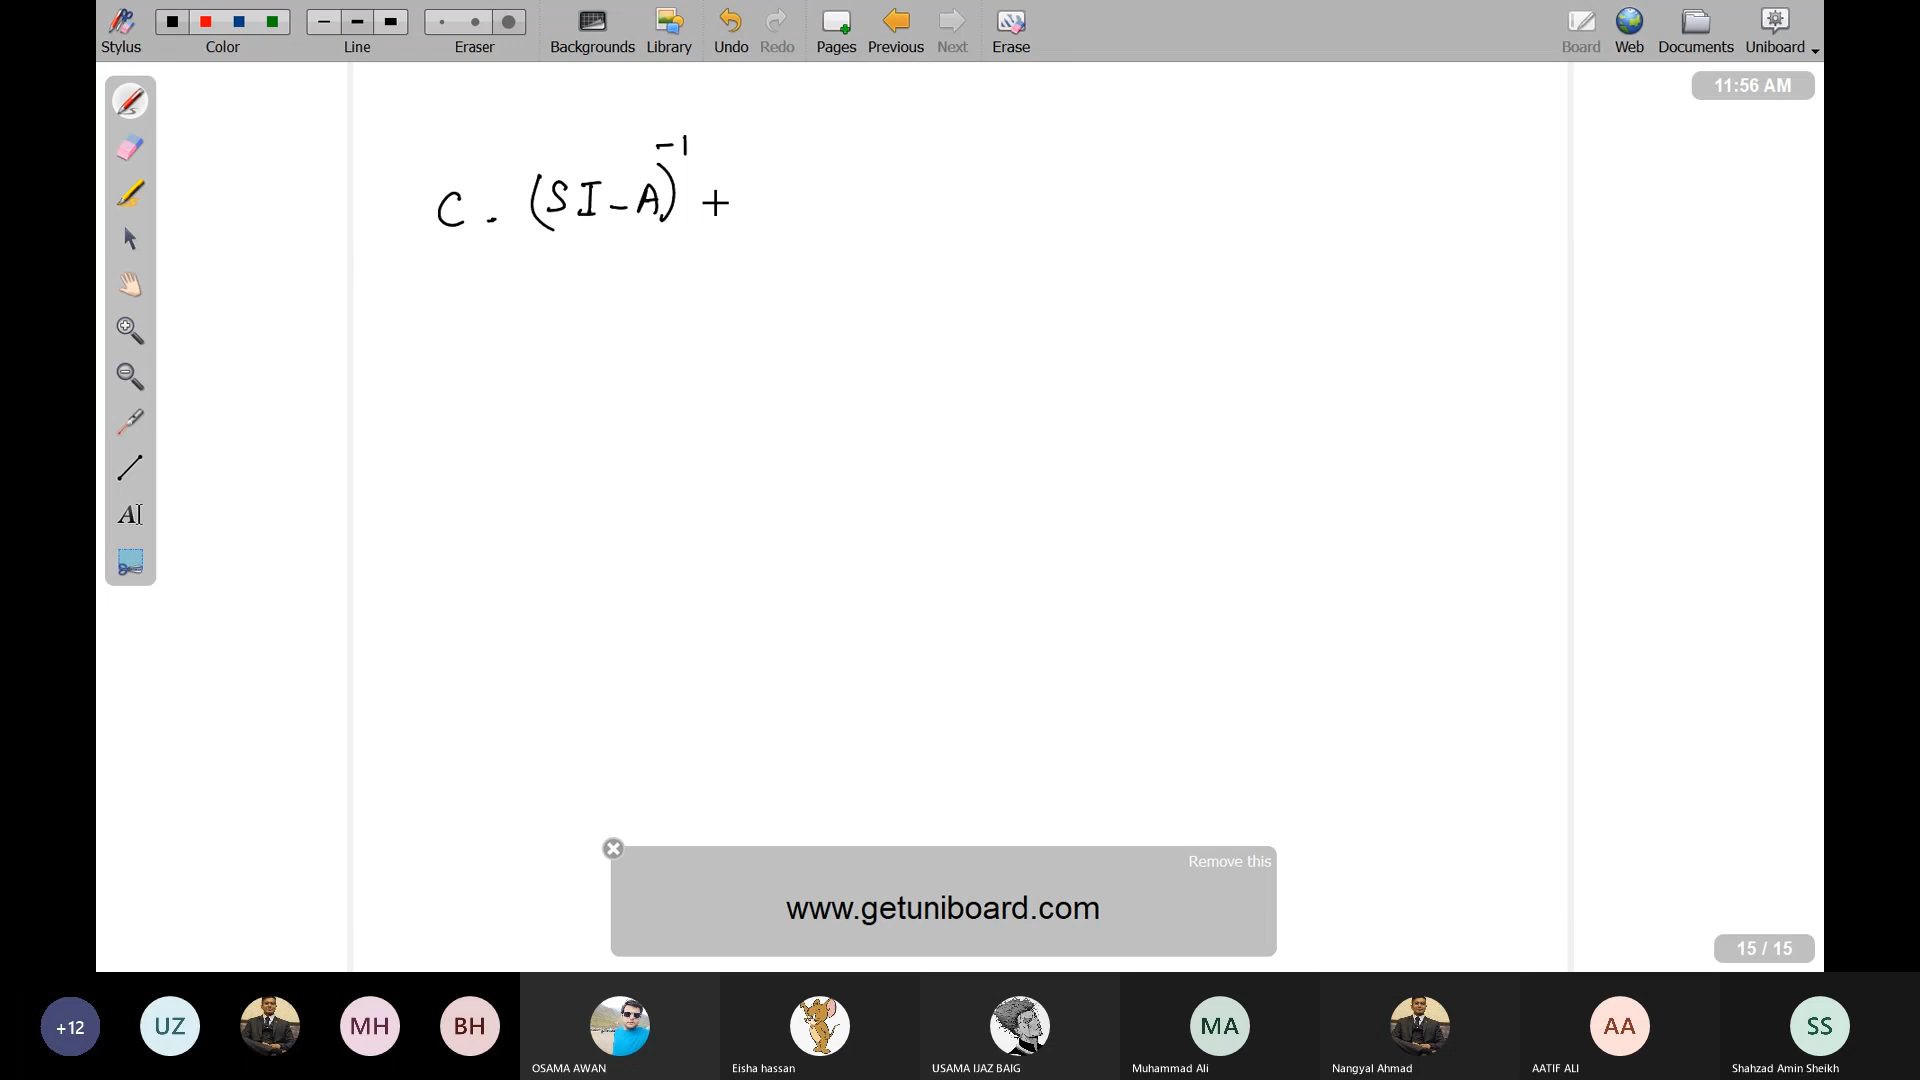 Stylus Color Line Eraser Backgrounds Library Undo Redo Pages Previous Next Erase Board Web Documents Uniboard
11:56 AM
C . (SI-A)⁻¹ +
AI
Remove this
www.getuniboard.com
15 / 15
+12 UZ MH BH MA AA SS
OSAMA AWAN Eisha hassan USAMA IJAZ BAIG Muhammad Ali Nangyal Ahmad AATIF ALI Shahzad Amin Sheikh